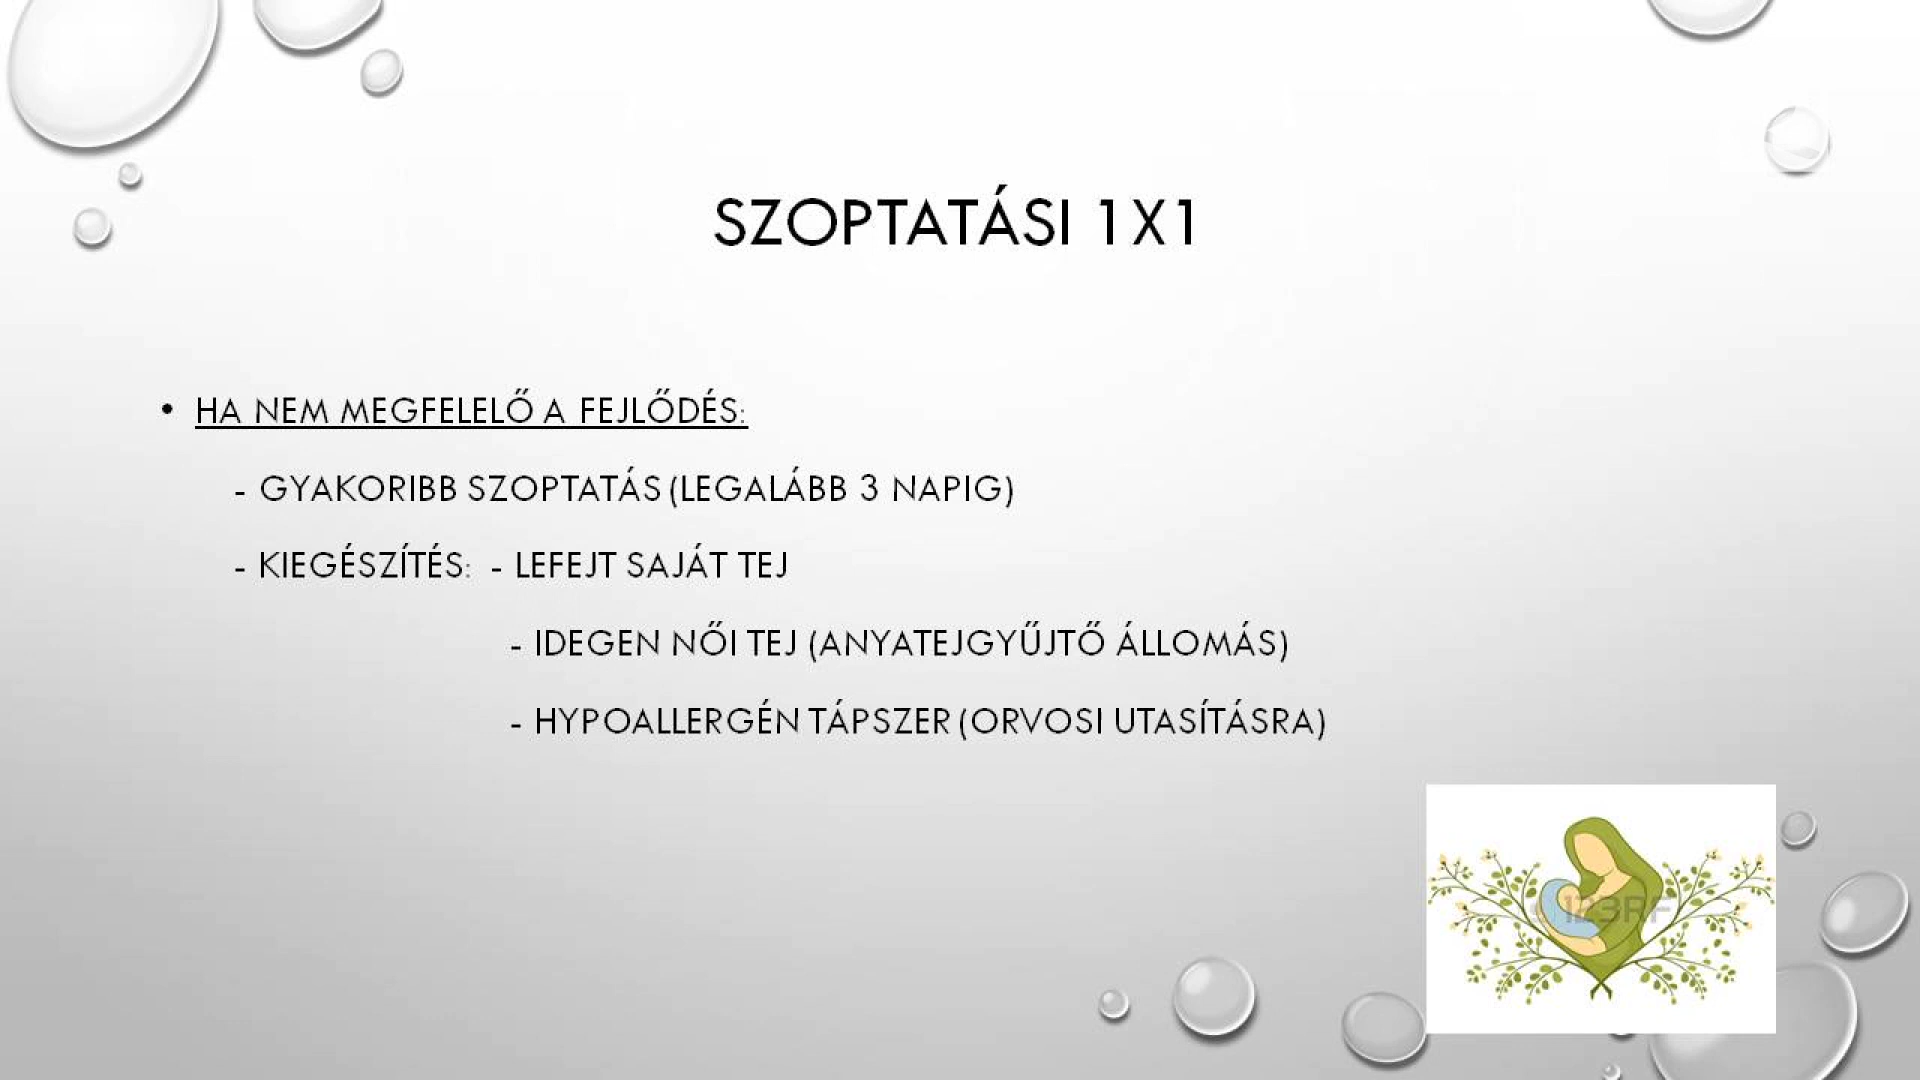 SZOPTATÁSI 1X1
• HA NEM MEGFELELŐ A FEJLŐDÉS:
- GYAKORIBB SZOPTATÁS (LEGALÁBB 3 NAPIG)
- KIEGÉSZÍTÉS: - LEFEJT SAJÁT TEJ
- IDEGEN NŐI TEJ (ANYATEJGYŰJTŐ ÁLLOMÁS)
- HYPOALLERGÉN TÁPSZER (ORVOSI UTASÍTÁSRA)
123RF